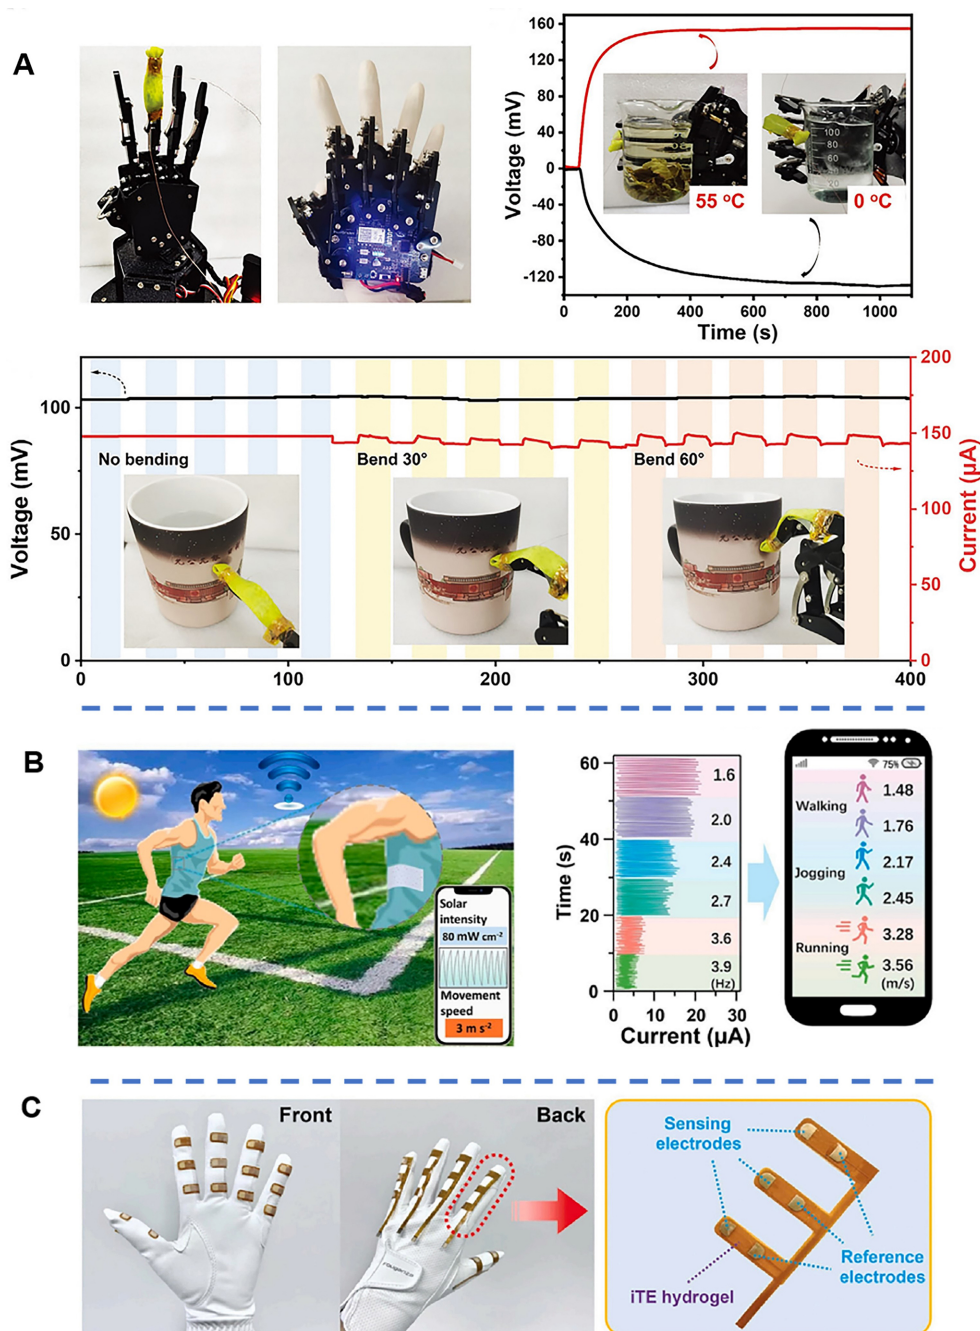 A
Voltage (mV)
160
120
80
40
0
-40
-80
-120
55 °C
100
80
60
40
20
0 °C
0 200 400 600 800 1000
Time (s)
Voltage (mV)
100
50
0
No bending
Bend 30°
Bend 60°
200
150
100
50
0
Current (µA)
0 100 200 300 400
B
Solar
intensity
80 mW cm⁻²
Movement
speed
3 m s⁻²
Time (s)
60
40
20
0
1.6
2.0
2.4
2.7
3.6
3.9
(Hz)
0 10 20 30
Current (µA)
75%
Walking
1.48
1.76
Jogging
2.17
2.45
Running
3.28
3.56
(m/s)
C
Front
Back
Sensing
electrodes
Reference
electrodes
iTE hydrogel